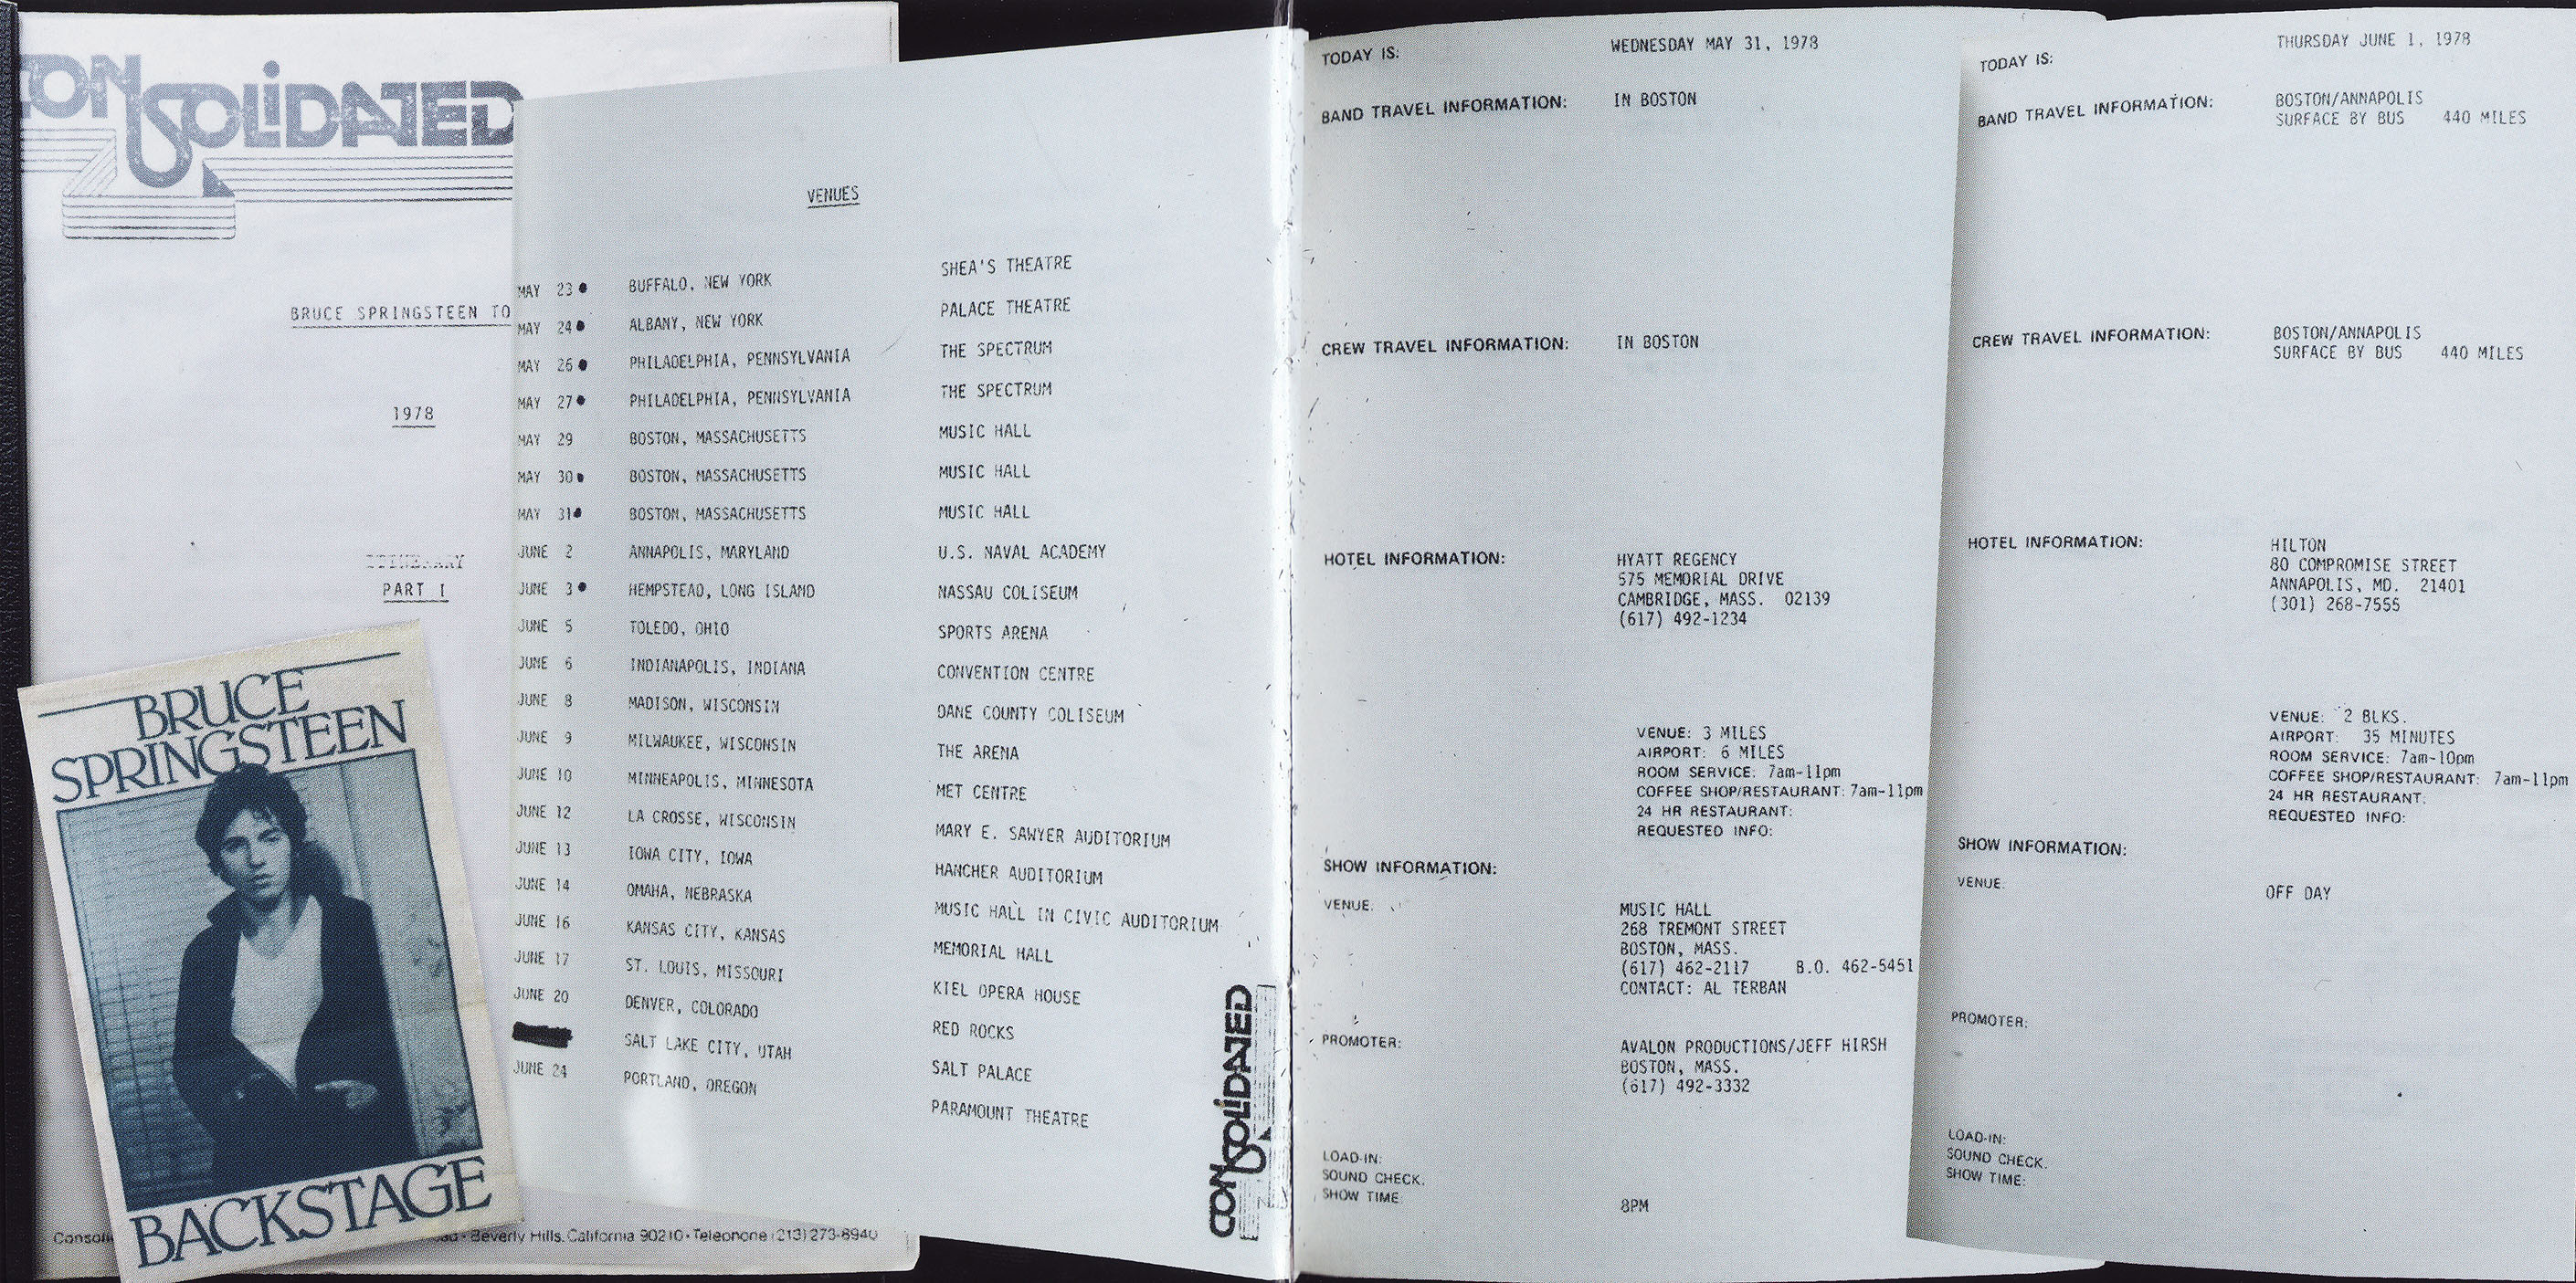 CONSOLIDATED
BRUCE SPRINGSTEEN TO
1978
ITINERARY
PART I
BRUCE
SPRINGSTEEN
BACKSTAGE
Beverly Hills, California 90210 • Telephone (213) 273-8940
VENUES
MAY 23 BUFFALO, NEW YORK SHEA'S THEATRE
MAY 24 ALBANY, NEW YORK PALACE THEATRE
MAY 26 PHILADELPHIA, PENNSYLVANIA THE SPECTRUM
MAY 27 PHILADELPHIA, PENNSYLVANIA THE SPECTRUM
MAY 29 BOSTON, MASSACHUSETTS MUSIC HALL
MAY 30 BOSTON, MASSACHUSETTS MUSIC HALL
MAY 31 BOSTON, MASSACHUSETTS MUSIC HALL
JUNE 2 ANNAPOLIS, MARYLAND U.S. NAVAL ACADEMY
JUNE 3 HEMPSTEAD, LONG ISLAND NASSAU COLISEUM
JUNE 5 TOLEDO, OHIO SPORTS ARENA
JUNE 6 INDIANAPOLIS, INDIANA CONVENTION CENTRE
JUNE 8 MADISON, WISCONSIN DANE COUNTY COLISEUM
JUNE 9 MILWAUKEE, WISCONSIN THE ARENA
JUNE 10 MINNEAPOLIS, MINNESOTA MET CENTRE
JUNE 12 LA CROSSE, WISCONSIN MARY E. SAWYER AUDITORIUM
JUNE 13 IOWA CITY, IOWA HANCHER AUDITORIUM
JUNE 14 OMAHA, NEBRASKA MUSIC HALL IN CIVIC AUDITORIUM
JUNE 16 KANSAS CITY, KANSAS MEMORIAL HALL
JUNE 17 ST. LOUIS, MISSOURI KIEL OPERA HOUSE
JUNE 20 DENVER, COLORADO RED ROCKS
SALT LAKE CITY, UTAH SALT PALACE
JUNE 24 PORTLAND, OREGON PARAMOUNT THEATRE
CONSOLIDATED
TODAY IS: WEDNESDAY MAY 31, 1978
BAND TRAVEL INFORMATION: IN BOSTON
CREW TRAVEL INFORMATION: IN BOSTON
HOTEL INFORMATION: HYATT REGENCY
575 MEMORIAL DRIVE
CAMBRIDGE, MASS. 02139
(617) 492-1234
VENUE: 3 MILES
AIRPORT: 6 MILES
ROOM SERVICE: 7am-11pm
COFFEE SHOP/RESTAURANT: 7am-11pm
24 HR RESTAURANT:
REQUESTED INFO:
SHOW INFORMATION:
VENUE: MUSIC HALL
268 TREMONT STREET
BOSTON, MASS.
(617) 462-2117 B.O. 462-5451
CONTACT: AL TERBAN
PROMOTER: AVALON PRODUCTIONS/JEFF HIRSH
BOSTON, MASS.
(617) 492-3332
LOAD-IN:
SOUND CHECK:
SHOW TIME: 8PM
TODAY IS: THURSDAY JUNE 1, 1978
BAND TRAVEL INFORMATION: BOSTON/ANNAPOLIS
SURFACE BY BUS 440 MILES
CREW TRAVEL INFORMATION: BOSTON/ANNAPOLIS
SURFACE BY BUS 440 MILES
HOTEL INFORMATION: HILTON
80 COMPROMISE STREET
ANNAPOLIS, MD. 21401
(301) 268-7555
VENUE: 2 BLKS.
AIRPORT: 35 MINUTES
ROOM SERVICE: 7am-10pm
COFFEE SHOP/RESTAURANT: 7am-11pm
24 HR RESTAURANT:
REQUESTED INFO:
SHOW INFORMATION:
VENUE: OFF DAY
PROMOTER:
LOAD-IN:
SOUND CHECK:
SHOW TIME: